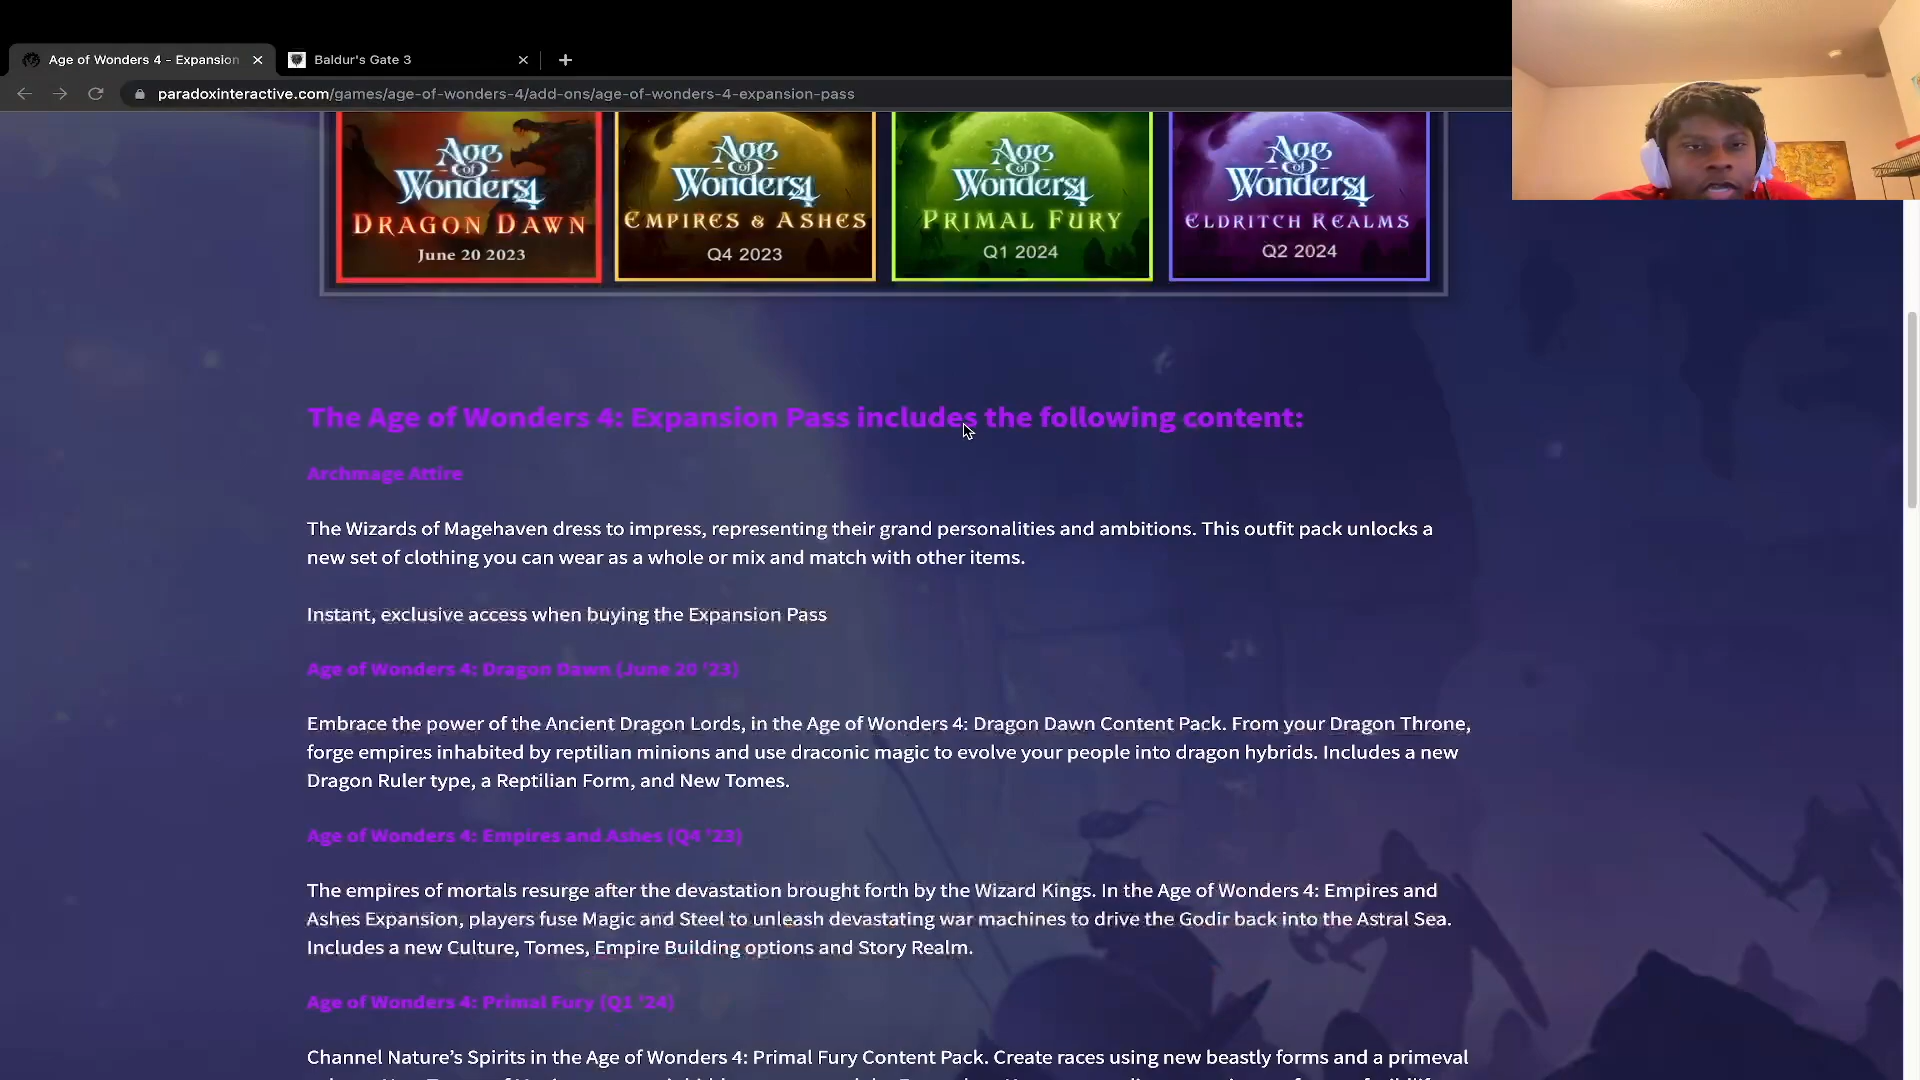 Age of Wonders 4 - Expansion
Baldur's Gate 3
paradoxinteractive.com/games/age-of-wonders-4/add-ons/age-of-wonders-4-expansion-pass
Age of Wonders 4
DRAGON DAWN
June 20 2023
Age of Wonders 4
EMPIRES & ASHES
Q4 2023
Age of Wonders 4
PRIMAL FURY
Q1 2024
Age of Wonders 4
ELDRITCH REALMS
Q2 2024
The Age of Wonders 4: Expansion Pass includes the following content:
Archmage Attire
The Wizards of Magehaven dress to impress, representing their grand personalities and ambitions. This outfit pack unlocks a
new set of clothing you can wear as a whole or mix and match with other items.
Instant, exclusive access when buying the Expansion Pass
Age of Wonders 4: Dragon Dawn (June 20 '23)
Embrace the power of the Ancient Dragon Lords, in the Age of Wonders 4: Dragon Dawn Content Pack. From your Dragon Throne,
forge empires inhabited by reptilian minions and use draconic magic to evolve your people into dragon hybrids. Includes a new
Dragon Ruler type, a Reptilian Form, and New Tomes.
Age of Wonders 4: Empires and Ashes (Q4 '23)
The empires of mortals resurge after the devastation brought forth by the Wizard Kings. In the Age of Wonders 4: Empires and
Ashes Expansion, players fuse Magic and Steel to unleash devastating war machines to drive the Godir back into the Astral Sea.
Includes a new Culture, Tomes, Empire Building options and Story Realm.
Age of Wonders 4: Primal Fury (Q1 '24)
Channel Nature's Spirits in the Age of Wonders 4: Primal Fury Content Pack. Create races using new beastly forms and a primeval